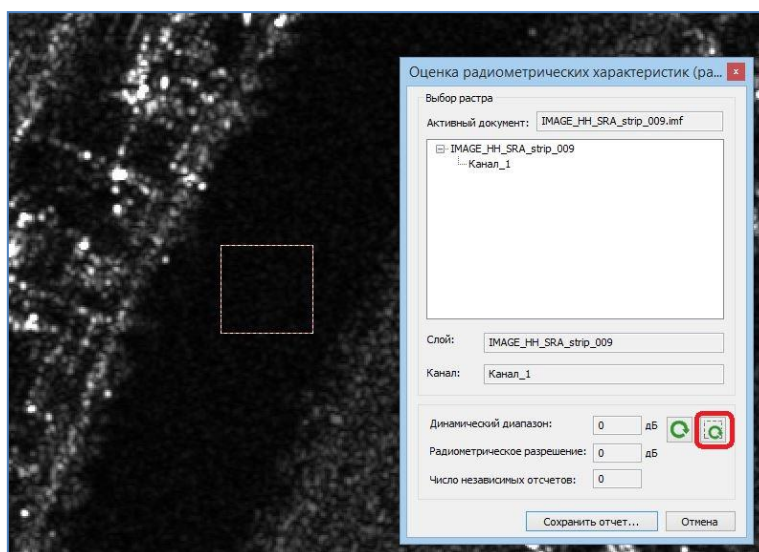 Оценка радиометрических характеристик (ра...
Выбор растра
Активный документ: IMAGE_HH_SRA_strip_009.imf
IMAGE_HH_SRA_strip_009
Канал_1
Слой: IMAGE_HH_SRA_strip_009
Канал: Канал_1
Динамический диапазон: 0 дБ
Радиометрическое разрешение: 0 дБ
Число независимых отсчетов: 0
Сохранить отчет... Отмена